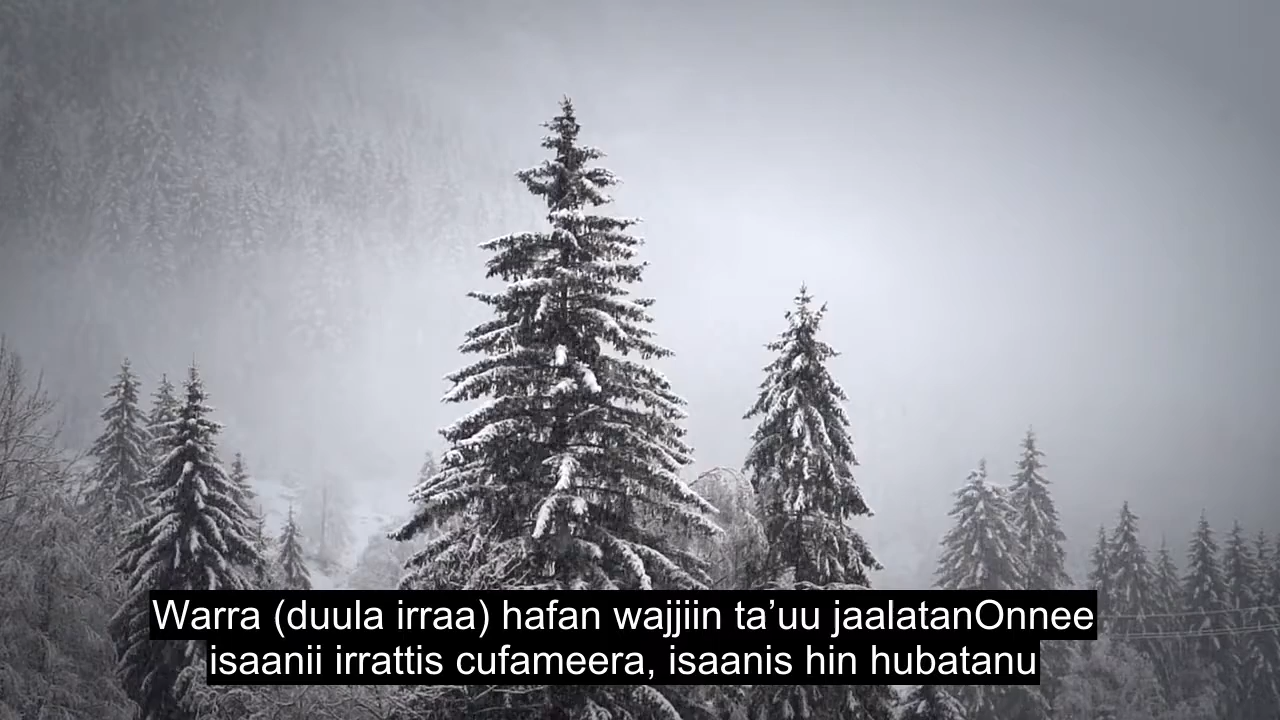 Warra (duula irraa) hafan wajjiin ta’uu jaalatanOnnee
isaanii irrattis cufameera, isaanis hin hubatanu